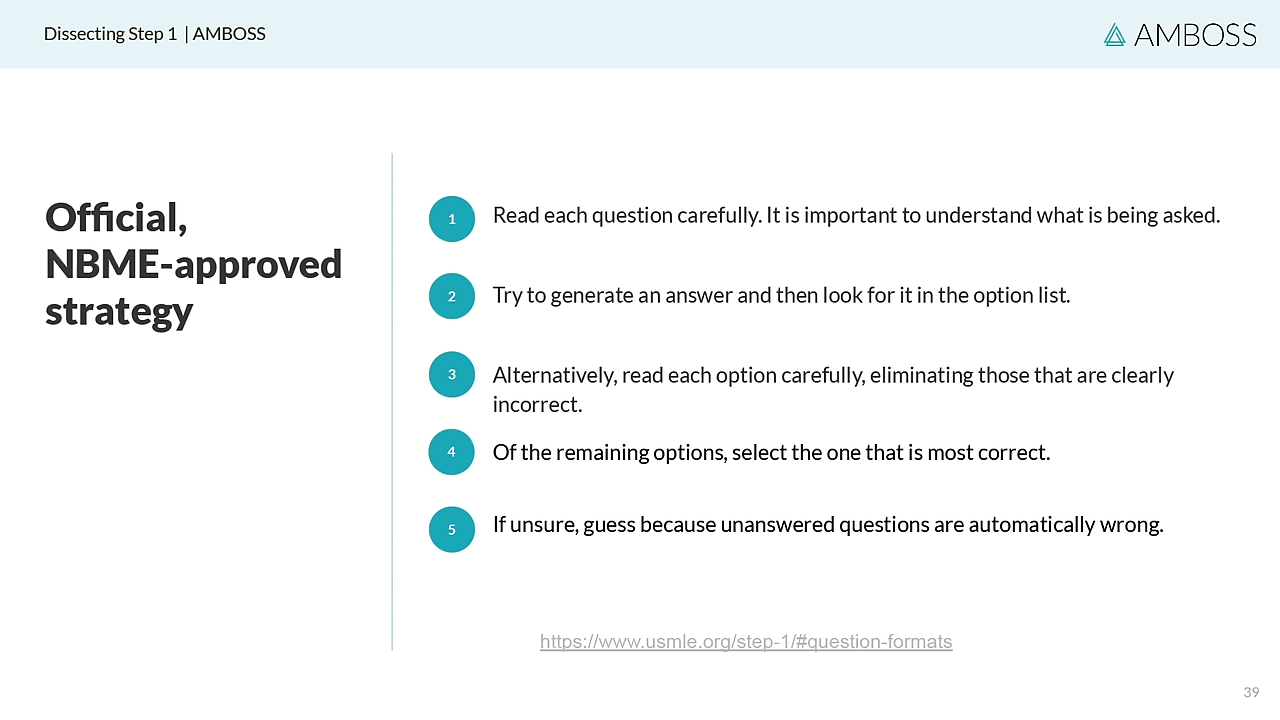 Dissecting Step 1 | AMBOSS
AMBOSS
Official,
NBME-approved
strategy
1
Read each question carefully. It is important to understand what is being asked.
2
Try to generate an answer and then look for it in the option list.
3
Alternatively, read each option carefully, eliminating those that are clearly
incorrect.
4
Of the remaining options, select the one that is most correct.
5
If unsure, guess because unanswered questions are automatically wrong.
https://www.usmle.org/step-1/#question-formats
39